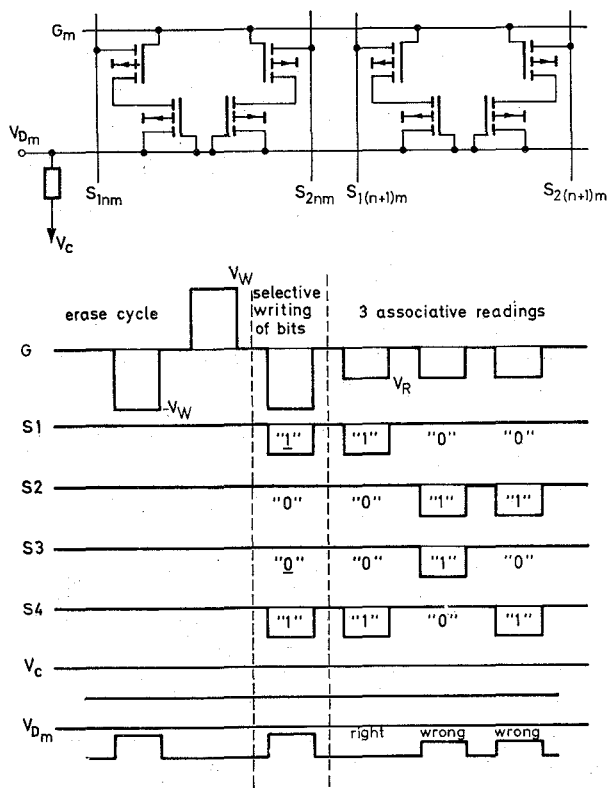 Gm
VDm
S1nm S2nm S1(n+1)m S2(n+1)m
Vc
erase cycle VW selective writing of bits 3 associative readings
G
-VW VR
S1 "1" "1" "0" "0"
S2 "0" "0" "1" "1"
S3 "0" "0" "1" "0"
S4 "1" "1" "0" "1"
Vc
VDm right wrong wrong